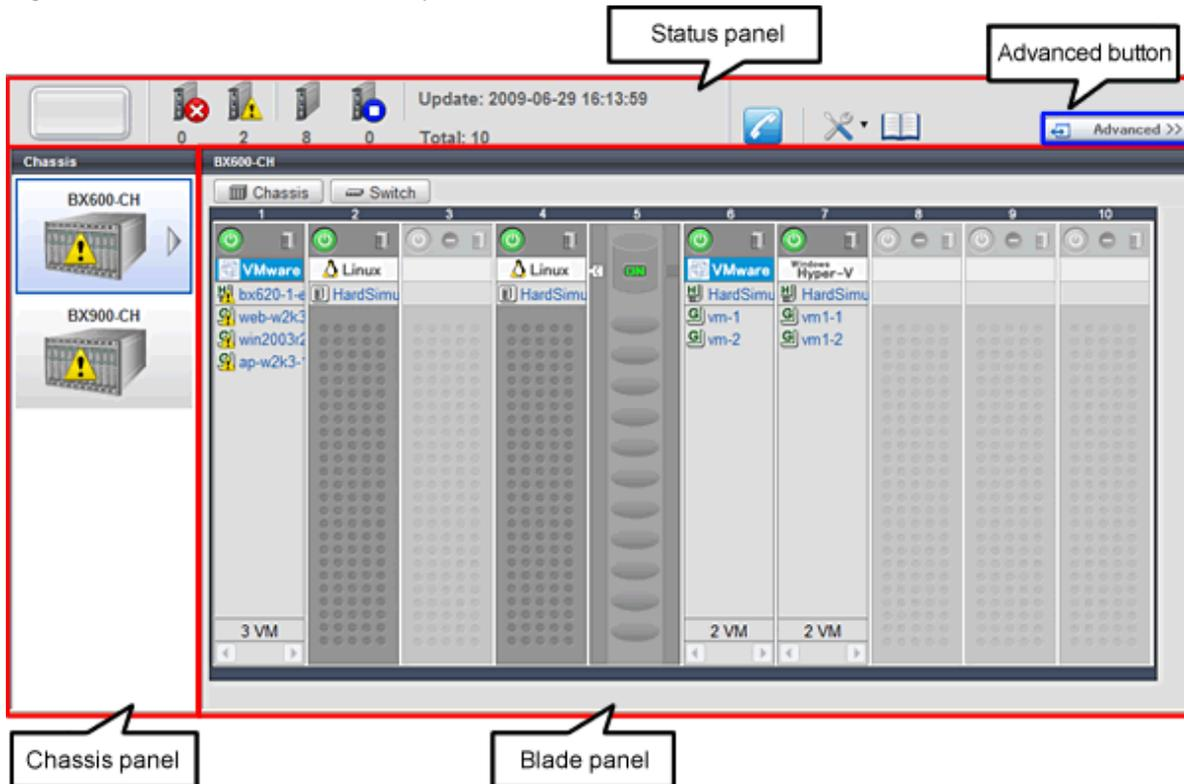 Status panel
Advanced button
Update: 2009-06-29 16:13:59
0 2 8 0 Total: 10
Advanced >>
Chassis
BX600-CH
BX900-CH
BX600-CH
Chassis Switch
1 2 3 4 5 6 7 8 9 10
VMware Linux Linux ON VMware Windows Hyper-V
bx620-1-e HardSimu HardSimu HardSimu HardSimu
web-w2k3 vm-1 vm1-1
win2003r2 vm-2 vm1-2
ap-w2k3-
3 VM 2 VM 2 VM
Chassis panel
Blade panel